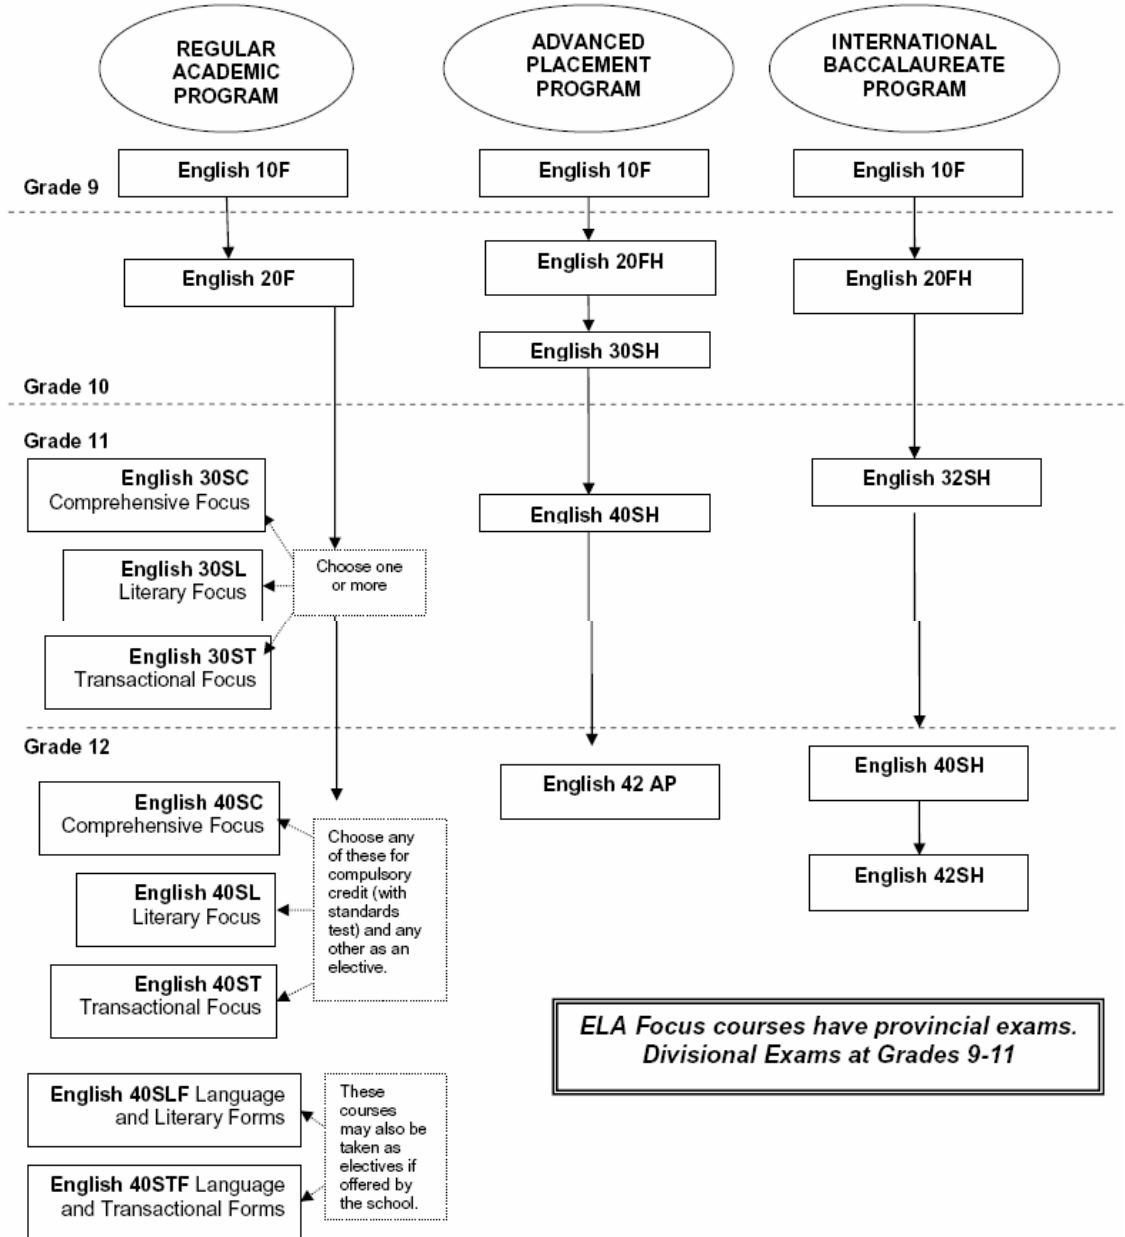 REGULAR
ACADEMIC
PROGRAM
ADVANCED
PLACEMENT
PROGRAM
INTERNATIONAL
BACCALAUREATE
PROGRAM
Grade 9
English 10F
English 10F
English 10F
English 20F
English 20FH
English 20FH
English 30SH
Grade 10
Grade 11
English 30SC
Comprehensive Focus
English 30SL
Literary Focus
English 30ST
Transactional Focus
Choose one
or more
English 40SH
English 32SH
Grade 12
English 40SC
Comprehensive Focus
English 40SL
Literary Focus
English 40ST
Transactional Focus
Choose any
of these for
compulsory
credit (with
standards
test) and any
other as an
elective.
English 42 AP
English 40SH
English 42SH
ELA Focus courses have provincial exams.
Divisional Exams at Grades 9-11
English 40SLF Language
and Literary Forms
English 40STF Language
and Transactional Forms
These
courses
may also be
taken as
electives if
offered by
the school.